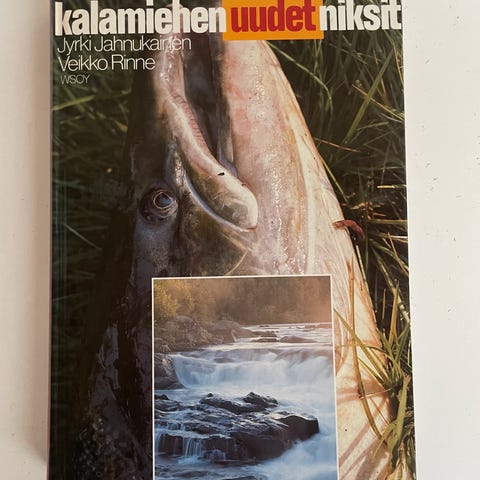 kalamiehen uudet niksit
Jyrki Jahnukainen
Veikko Rinne
WSOY